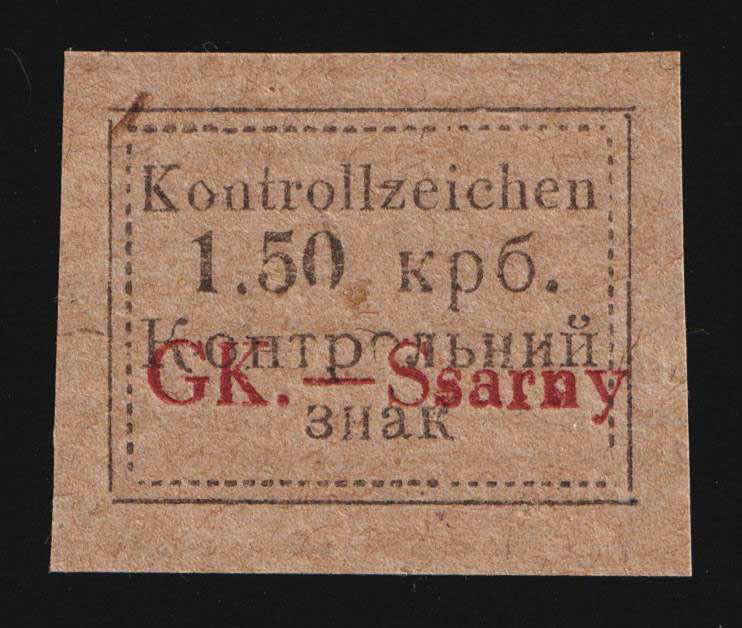 Kontrollzeichen
1.50 крб.
Контрольний
GK.—Ssarny
знак